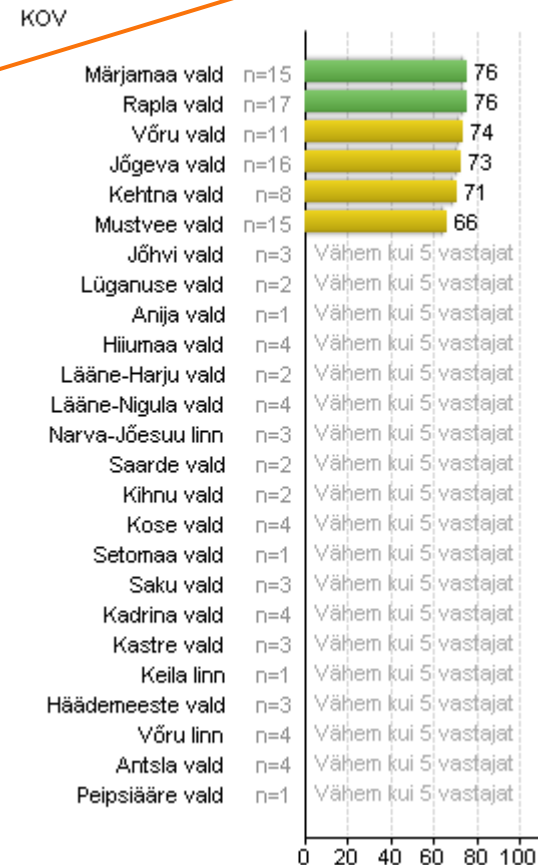 KOV
Märjamaa vald n=15 76
Rapla vald n=17 76
Võru vald n=11 74
Jõgeva vald n=16 73
Kehtna vald n=8 71
Mustvee vald n=15 66
Jõhvi vald n=3 Vähem kui 5 vastajat
Lüganuse vald n=2 Vähem kui 5 vastajat
Anija vald n=1 Vähem kui 5 vastajat
Hiiumaa vald n=4 Vähem kui 5 vastajat
Lääne-Harju vald n=2 Vähem kui 5 vastajat
Lääne-Nigula vald n=4 Vähem kui 5 vastajat
Narva-Jõesuu linn n=3 Vähem kui 5 vastajat
Saarde vald n=2 Vähem kui 5 vastajat
Kihnu vald n=2 Vähem kui 5 vastajat
Kose vald n=4 Vähem kui 5 vastajat
Setomaa vald n=1 Vähem kui 5 vastajat
Saku vald n=3 Vähem kui 5 vastajat
Kadrina vald n=4 Vähem kui 5 vastajat
Kastre vald n=3 Vähem kui 5 vastajat
Keila linn n=1 Vähem kui 5 vastajat
Häädemeeste vald n=3 Vähem kui 5 vastajat
Võru linn n=4 Vähem kui 5 vastajat
Antsla vald n=4 Vähem kui 5 vastajat
Peipsiääre vald n=1 Vähem kui 5 vastajat
0 20 40 60 80 100